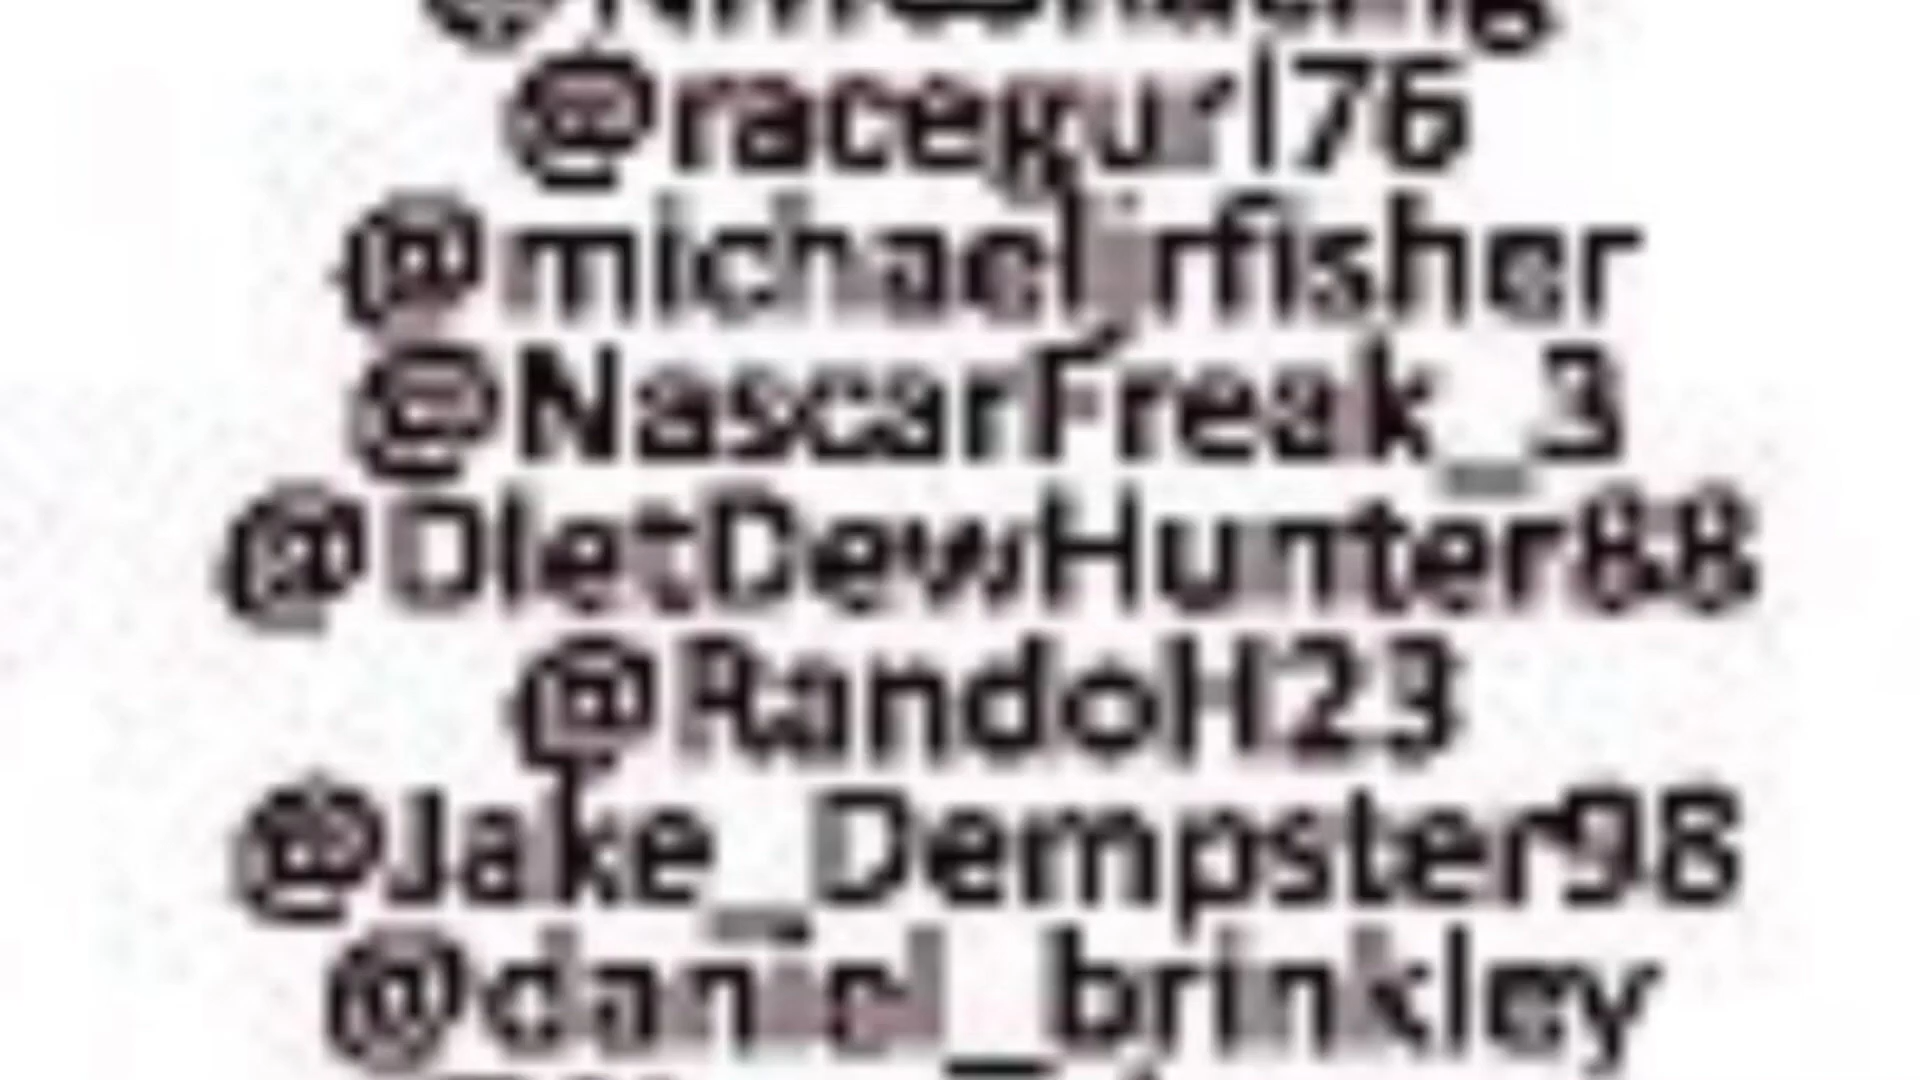 @racegurl76
@michaeljrfisher
@NascarFreak_3
@DietDewHunter88
@RandoH23
@Jake_Dempster98
@daniel_brinkley